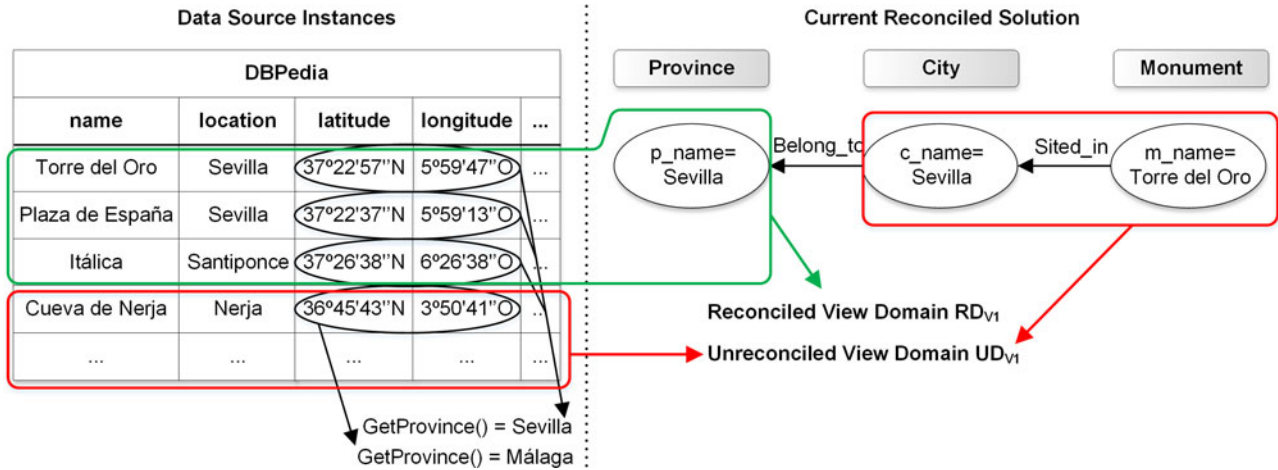 Data Source Instances
DBPedia
name location latitude longitude ...
Torre del Oro Sevilla 37º22'57''N 5º59'47''O ...
Plaza de España Sevilla 37º22'37''N 5º59'13''O ...
Itálica Santiponce 37º26'38''N 6º26'38''O ...
Cueva de Nerja Nerja 36º45'43''N 3º50'41''O ...
... ... ... ... ...
GetProvince() = Sevilla
GetProvince() = Málaga
Current Reconciled Solution
Province City Monument
p_name=
Sevilla
Belong_to
c_name=
Sevilla
Sited_in
m_name=
Torre del Oro
Reconciled View Domain RDV1
Unreconciled View Domain UDV1